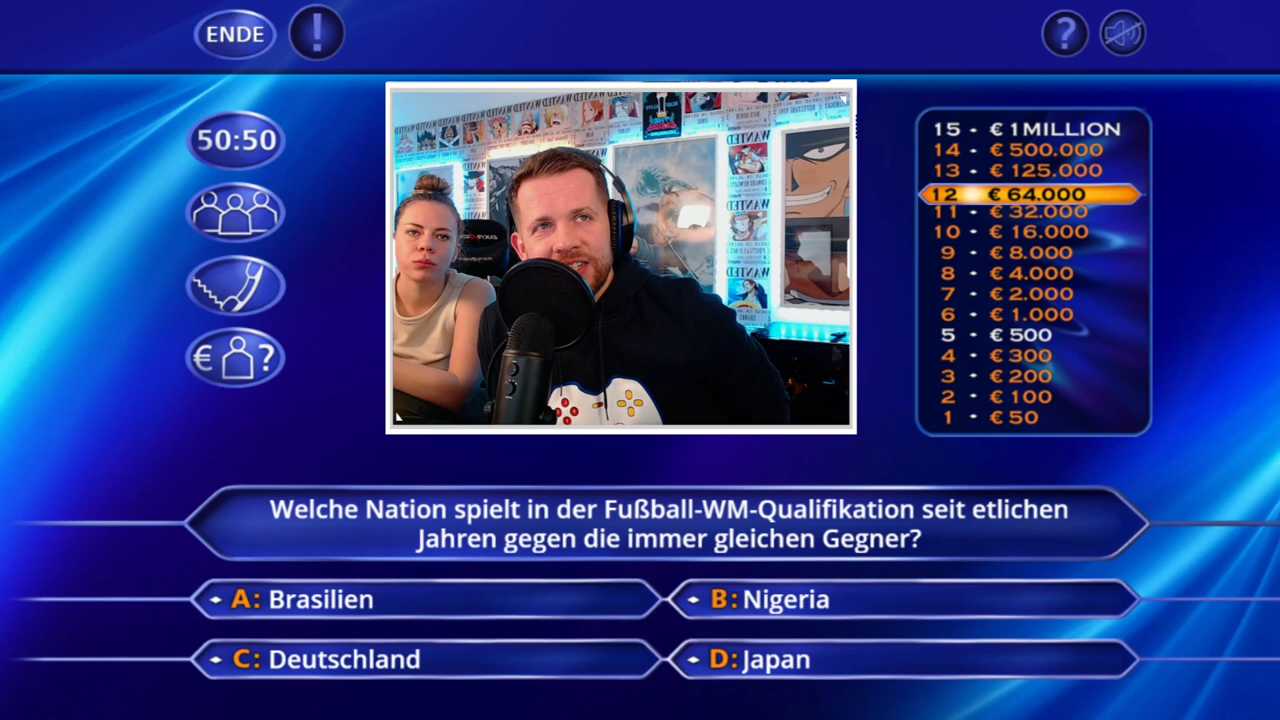 ENDE
!
?
50:50
€ ?
15 • € 1 MILLION
14 • € 500.000
13 • € 125.000
12 • € 64.000
11 • € 32.000
10 • € 16.000
9 • € 8.000
8 • € 4.000
7 • € 2.000
6 • € 1.000
5 • € 500
4 • € 300
3 • € 200
2 • € 100
1 • € 50
WANTED
Welche Nation spielt in der Fußball-WM-Qualifikation seit etlichen
Jahren gegen die immer gleichen Gegner?
A: Brasilien
B: Nigeria
C: Deutschland
D: Japan